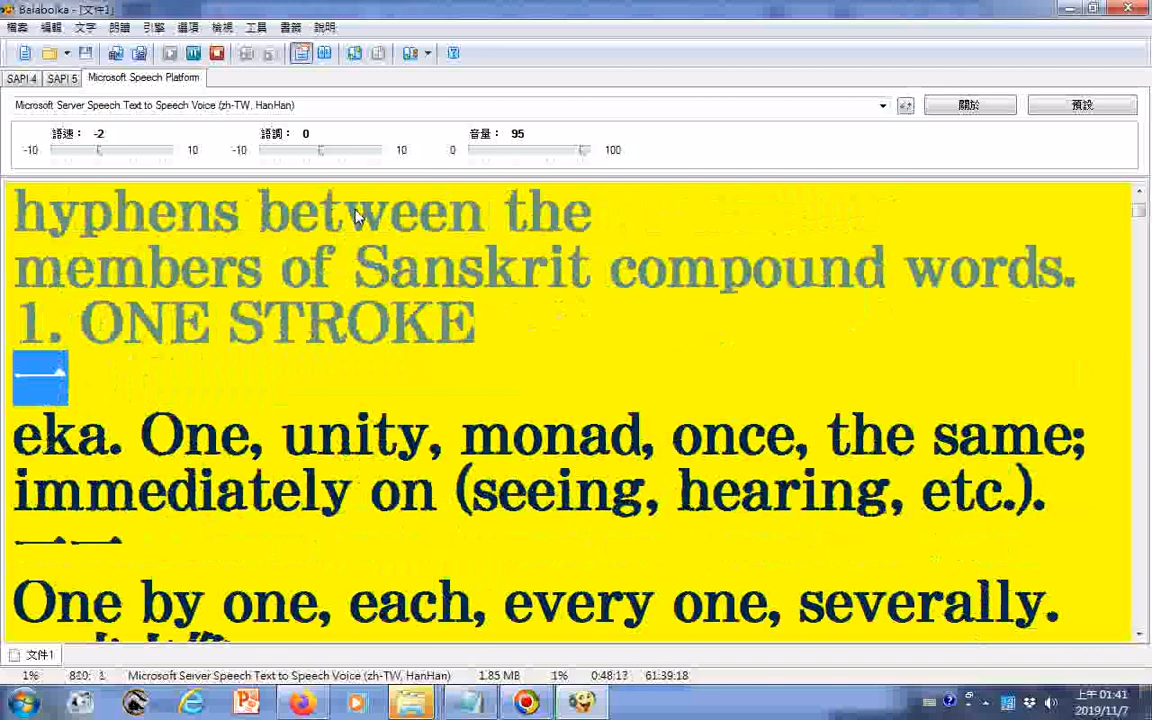 Balabolka - [文件1]
檔案 編輯 文字 朗讀 引擎 選項 檢視 工具 書籤 說明
SAPI 4 SAPI 5 Microsoft Speech Platform
Microsoft Server Speech Text to Speech Voice (zh-TW, HanHan) 關於 預設
語速: -2 語調: 0 音量: 95
-10 10 -10 10 0 100
hyphens between the
members of Sanskrit compound words.
1. ONE STROKE
一
eka. One, unity, monad, once, the same;
immediately on (seeing, hearing, etc.).
一一
One by one, each, every one, severally.
文件1
1% 820: 1 Microsoft Server Speech Text to Speech Voice (zh-TW, HanHan) 1.85 MB 1% 0:48:13 61:39:18
上午 01:41
2019/11/7